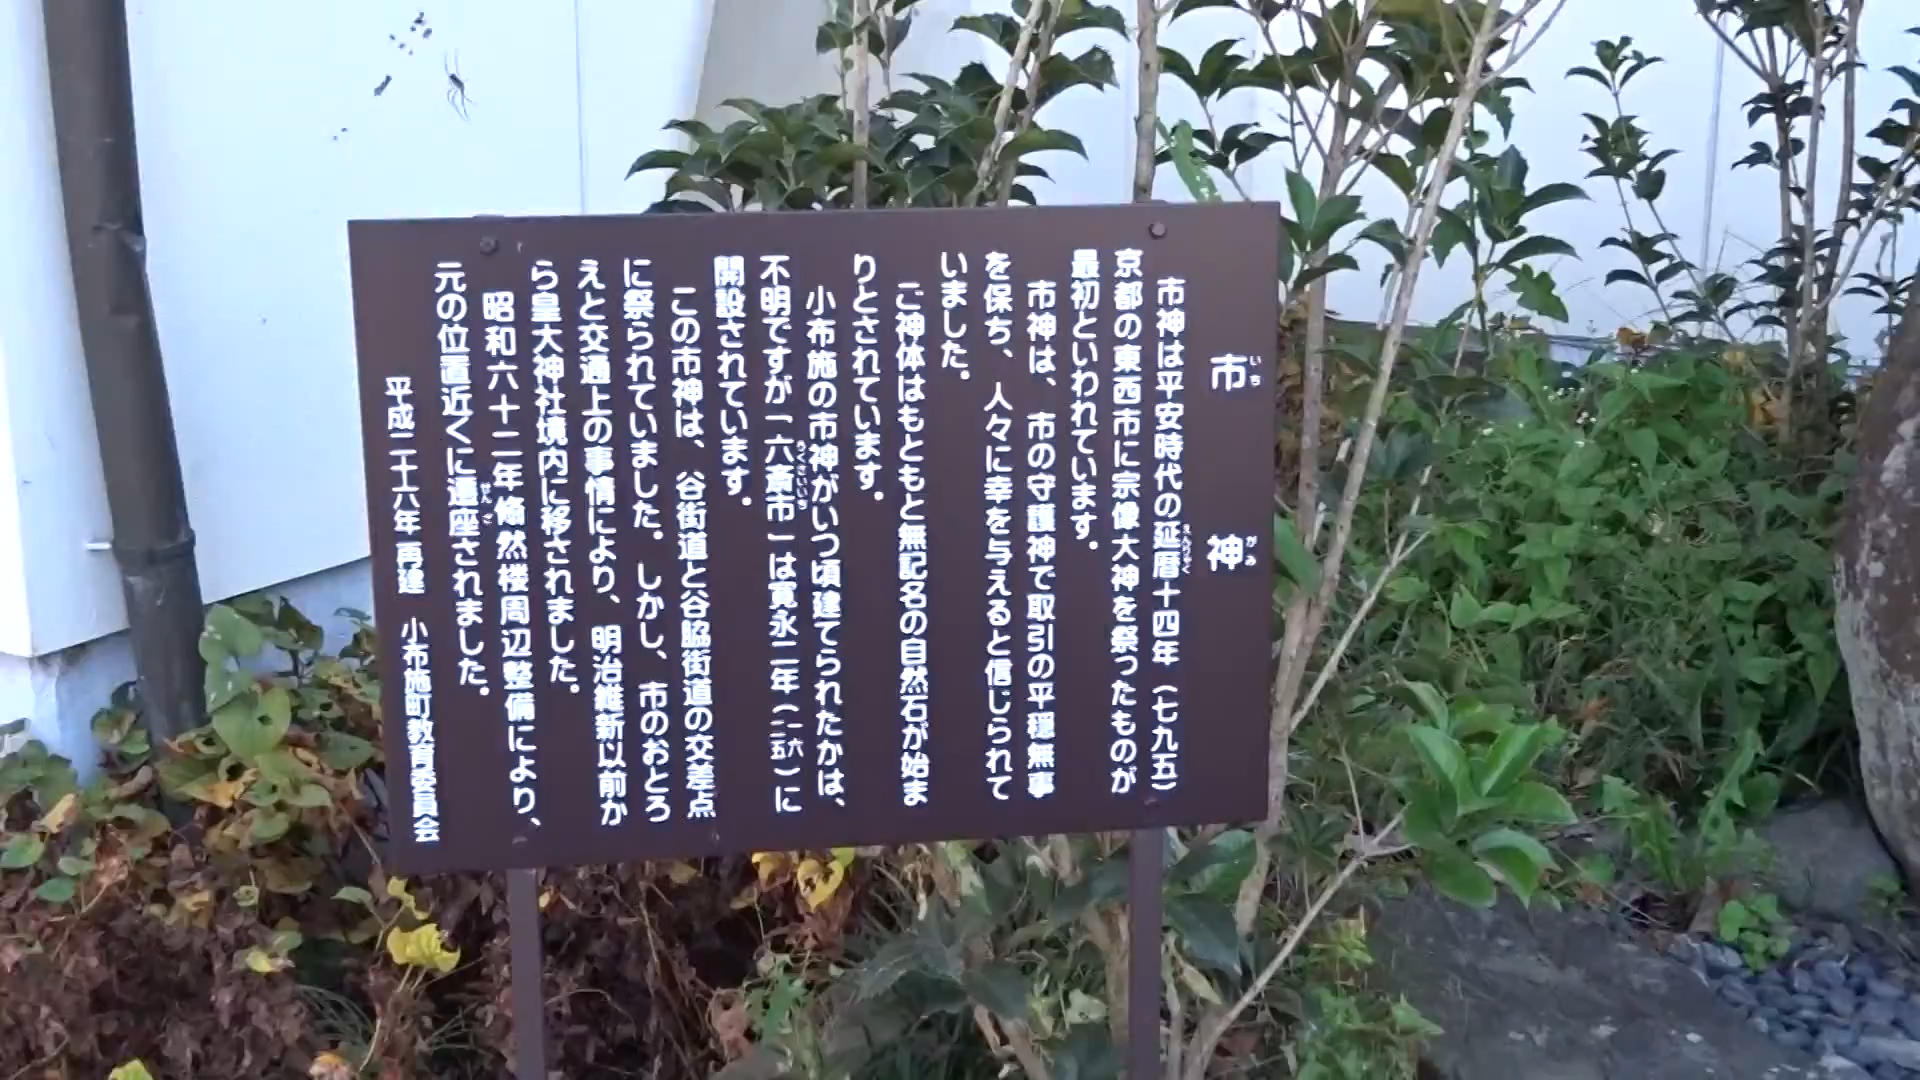 市神
市神は平安時代の延暦十四年（七九五）
京都の東西市に宗像大神を祭ったものが
最初といわれています。
市神は、市の守護神で取引の平穏無事
を保ち、人々に幸を与えると信じられて
いました。
ご神体はもともと無記名の自然石が始ま
りとされています。
小布施の市神がいつ頃建てられたかは、
不明ですが「六斎市」は寛永二年（一六二五）に
開設されています。
この市神は、谷街道と谷脇街道の交差点
に祭られていました。しかし、市のおとろ
えと交通上の事情により、明治維新以前か
ら皇大神社境内に移されました。
昭和六十二年脩然楼周辺整備により、
元の位置近くに遷座されました。
平成二十六年再建 小布施町教育委員会